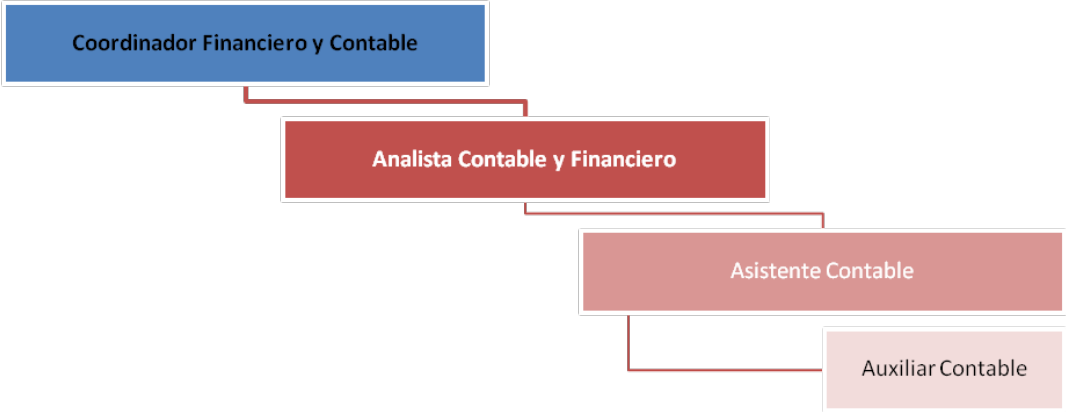 Coordinador Financiero y Contable
Analista Contable y Financiero
Asistente Contable
Auxiliar Contable